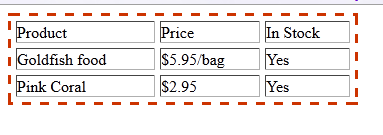 Product Price In Stock
Goldfish food $5.95/bag Yes
Pink Coral $2.95 Yes